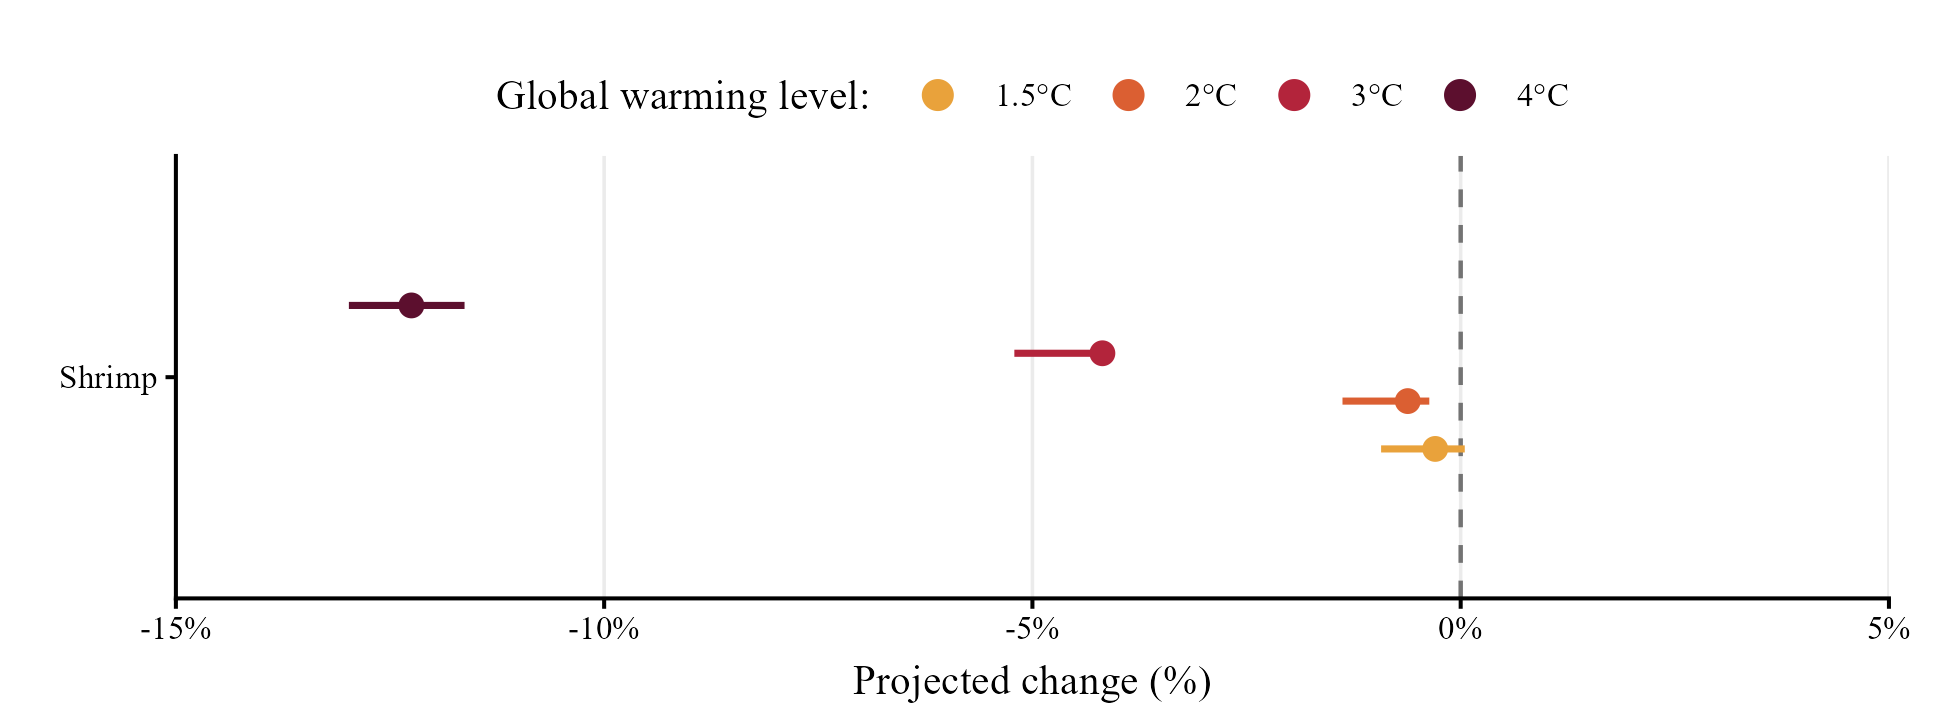 Global warming level: 1.5°C 2°C 3°C 4°C
Shrimp
-15% -10% -5% 0% 5%
Projected change (%)